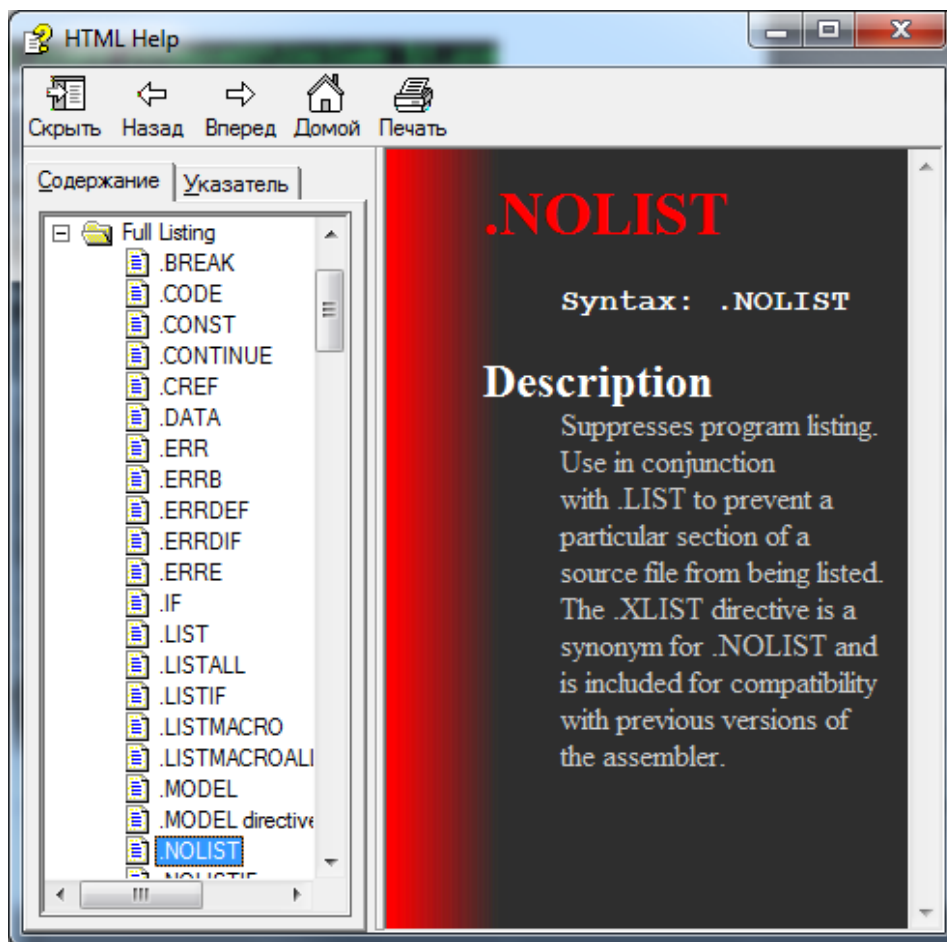 HTML Help
Скрыть Назад Вперед Домой Печать
Содержание Указатель
Full Listing
.BREAK
.CODE
.CONST
.CONTINUE
.CREF
.DATA
.ERR
.ERRB
.ERRDEF
.ERRDIF
.ERRE
.IF
.LIST
.LISTALL
.LISTIF
.LISTMACRO
.LISTMACROALL
.MODEL
.MODEL directive
.NOLIST
.NOLISTIF
.NOLIST
Syntax: .NOLIST
Description
Suppresses program listing.
Use in conjunction
with .LIST to prevent a
particular section of a
source file from being listed.
The .XLIST directive is a
synonym for .NOLIST and
is included for compatibility
with previous versions of
the assembler.